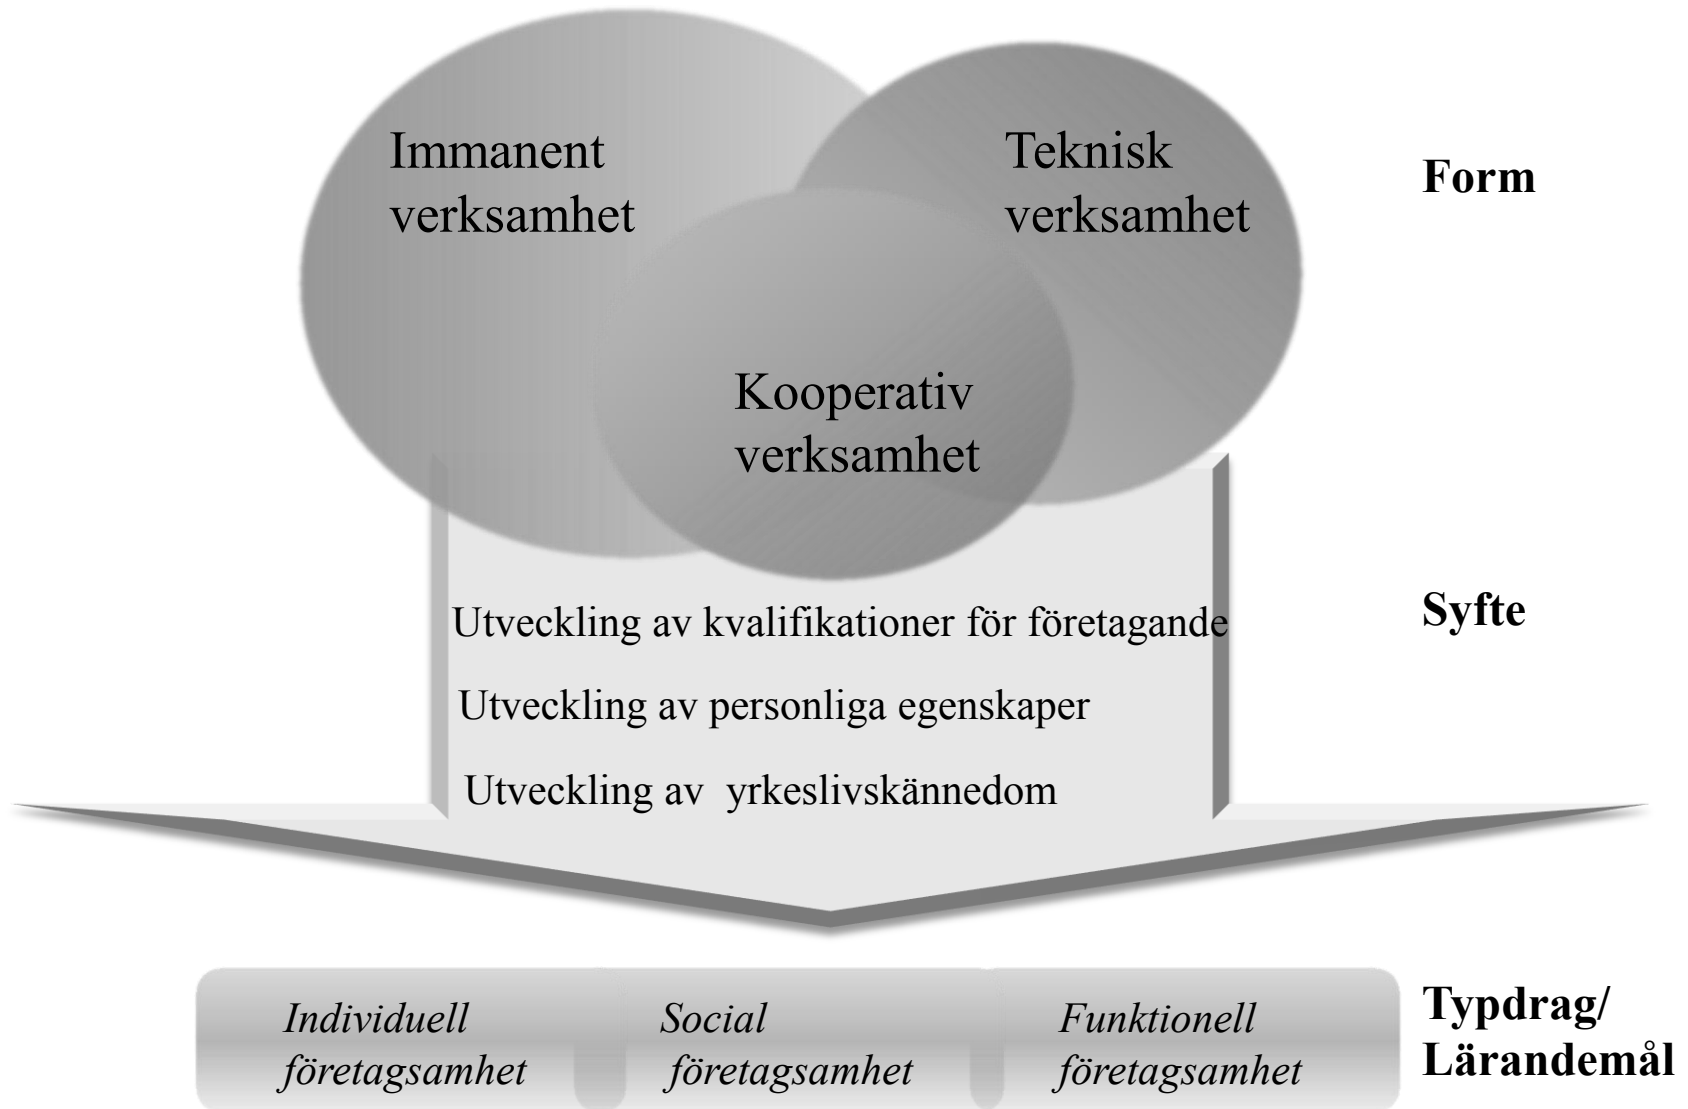 Immanent
verksamhet
Teknisk
verksamhet
Form
Kooperativ
verksamhet
Utveckling av kvalifikationer för företagande
Syfte
Utveckling av personliga egenskaper
Utveckling av yrkeslivskännedom
Individuell
företagsamhet
Social
företagsamhet
Funktionell
företagsamhet
Typdrag/
Lärandemål